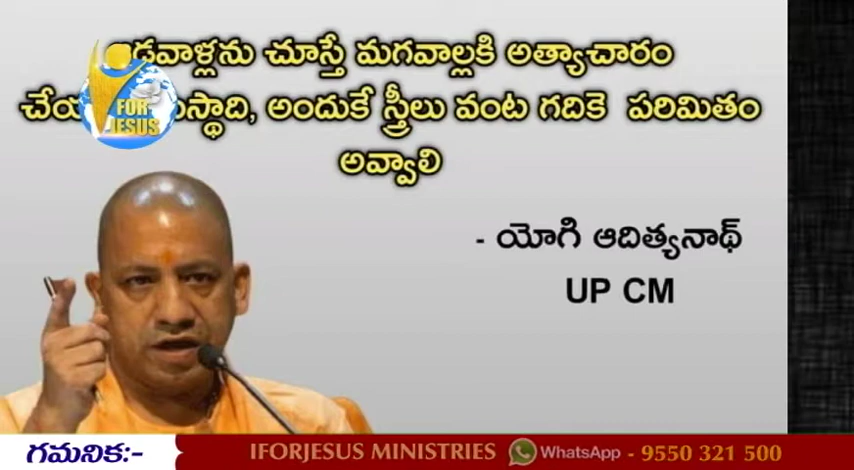 చూస్తే మగవాల్లకి అత్యాచారం
అందుకే స్త్రీలు వంట గదికె పరిమితం
అవ్వాలి
- యోగి ఆదిత్యనాథ్
UP CM
FOR
JESUS
గమనిక:- IFORJESUS MINISTRIES WhatsApp - 9550 321 500